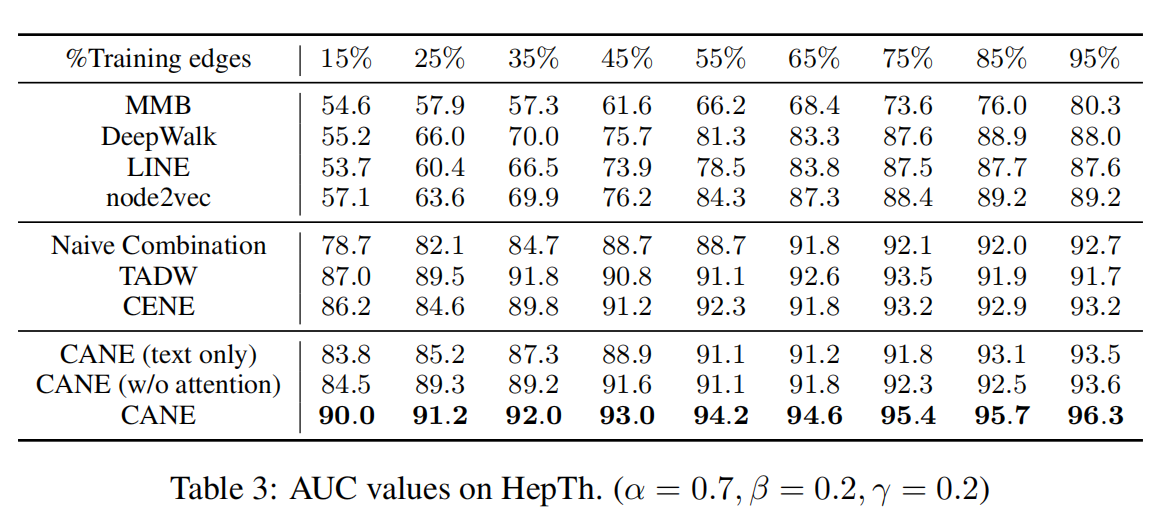 %Training edges 15% 25% 35% 45% 55% 65% 75% 85% 95%
MMB 54.6 57.9 57.3 61.6 66.2 68.4 73.6 76.0 80.3
DeepWalk 55.2 66.0 70.0 75.7 81.3 83.3 87.6 88.9 88.0
LINE 53.7 60.4 66.5 73.9 78.5 83.8 87.5 87.7 87.6
node2vec 57.1 63.6 69.9 76.2 84.3 87.3 88.4 89.2 89.2
Naive Combination 78.7 82.1 84.7 88.7 88.7 91.8 92.1 92.0 92.7
TADW 87.0 89.5 91.8 90.8 91.1 92.6 93.5 91.9 91.7
CENE 86.2 84.6 89.8 91.2 92.3 91.8 93.2 92.9 93.2
CANE (text only) 83.8 85.2 87.3 88.9 91.1 91.2 91.8 93.1 93.5
CANE (w/o attention) 84.5 89.3 89.2 91.6 91.1 91.8 92.3 92.5 93.6
CANE 90.0 91.2 92.0 93.0 94.2 94.6 95.4 95.7 96.3
Table 3: AUC values on HepTh. (α = 0.7, β = 0.2, γ = 0.2)